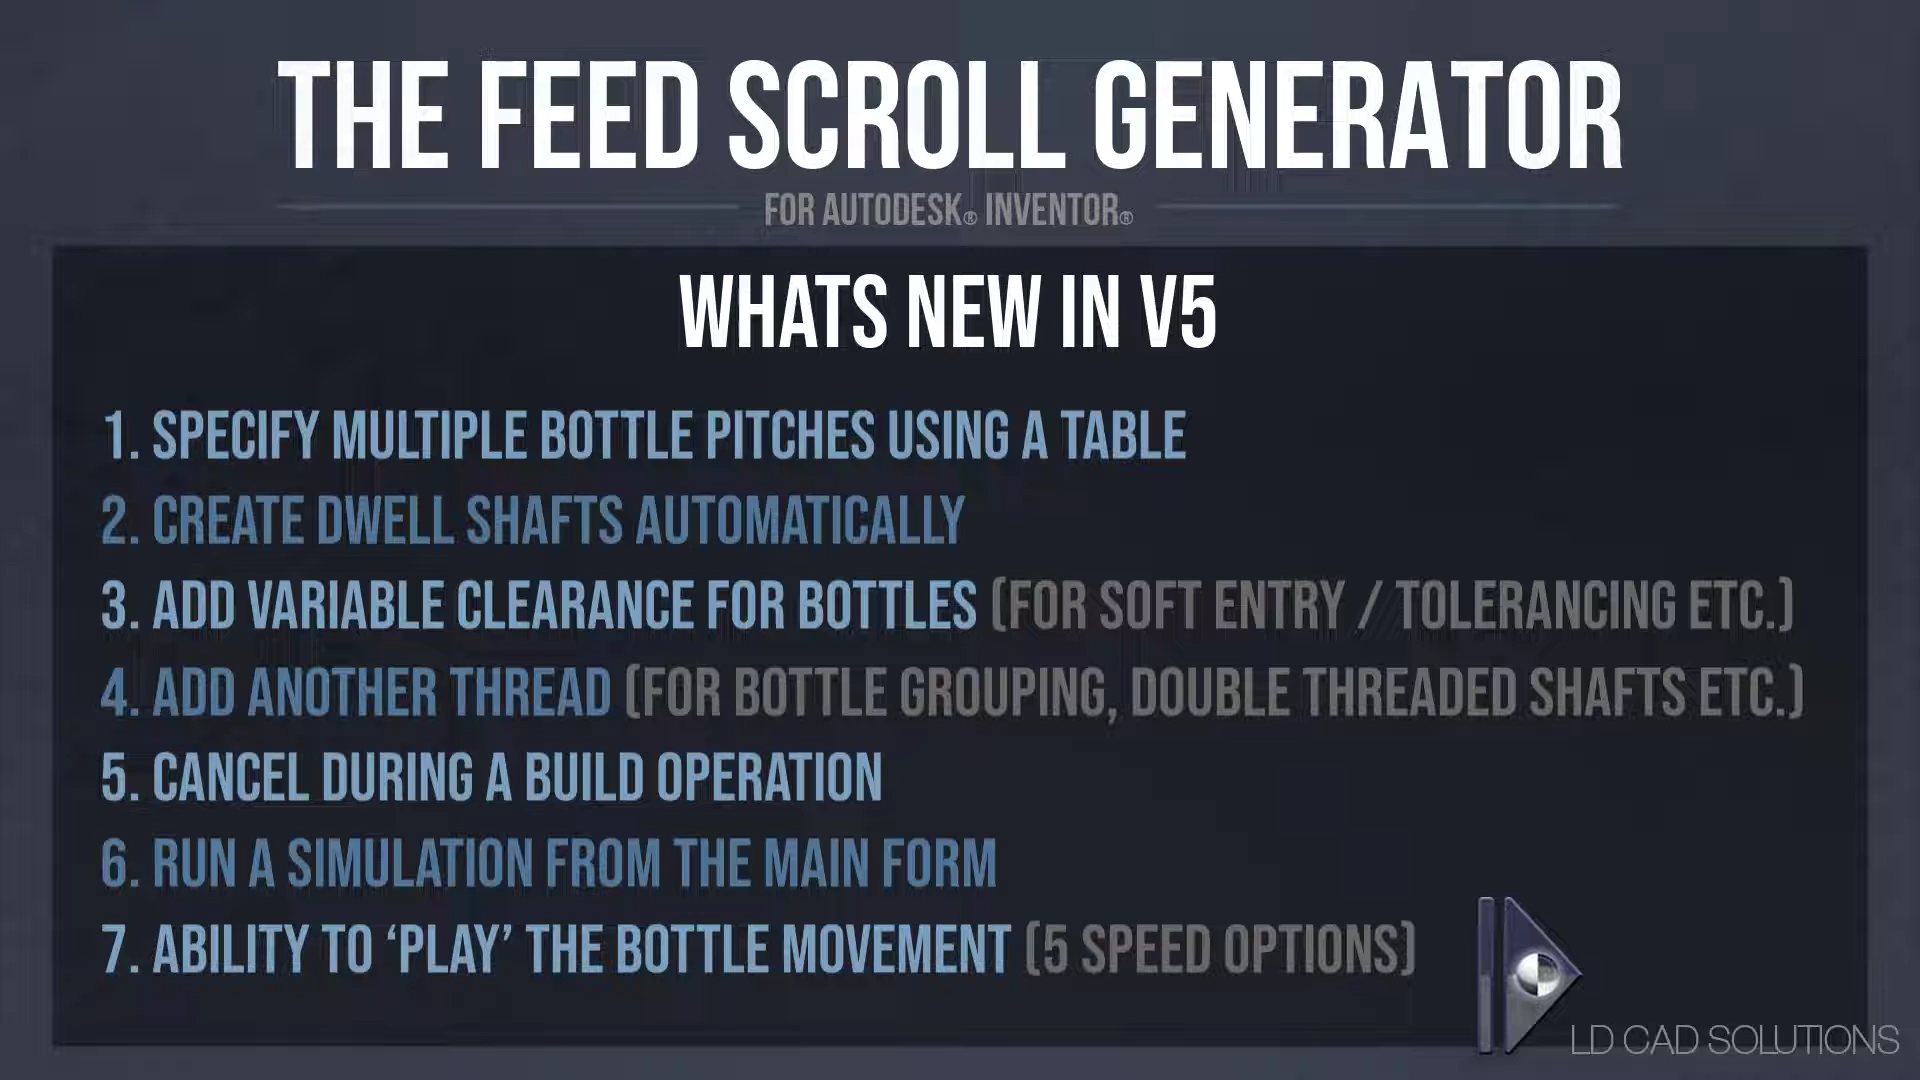 THE FEED SCROLL GENERATOR
FOR AUTODESK® INVENTOR®
WHATS NEW IN V5
1. SPECIFY MULTIPLE BOTTLE PITCHES USING A TABLE
2. CREATE DWELL SHAFTS AUTOMATICALLY
3. ADD VARIABLE CLEARANCE FOR BOTTLES (FOR SOFT ENTRY / TOLERANCING ETC.)
4. ADD ANOTHER THREAD (FOR BOTTLE GROUPING, DOUBLE THREADED SHAFTS ETC.)
5. CANCEL DURING A BUILD OPERATION
6. RUN A SIMULATION FROM THE MAIN FORM
7. ABILITY TO ‘PLAY’ THE BOTTLE MOVEMENT (5 SPEED OPTIONS)
LD CAD SOLUTIONS